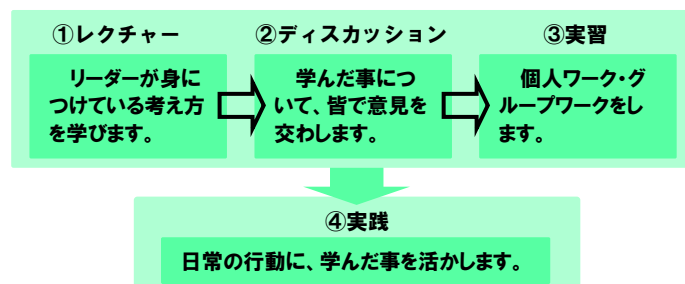 ①レクチャー
リーダーが身に
つけている考え方
を学びます。
②ディスカッション
学んだ事につ
いて、皆で意見を
交わします。
③実習
個人ワーク・グ
ループワークをし
ます。
④実践
日常の行動に、学んだ事を活かします。